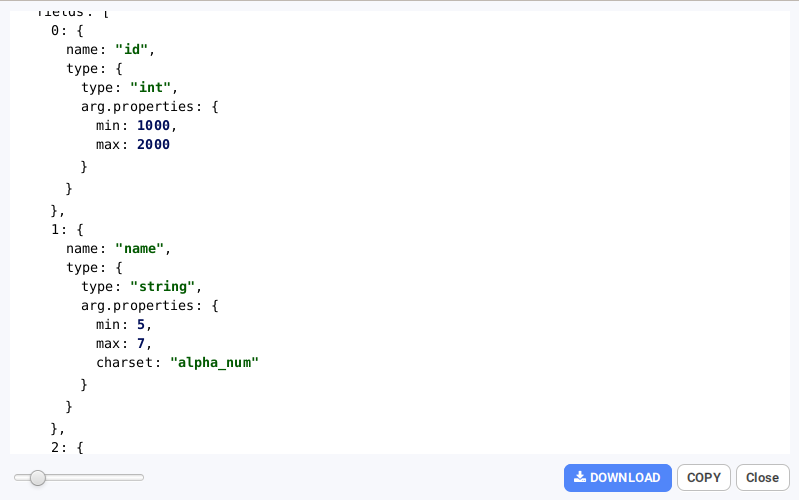 fields: [
0: {
name: "id",
type: {
type: "int",
arg.properties: {
min: 1000,
max: 2000
}
}
},
1: {
name: "name",
type: {
type: "string",
arg.properties: {
min: 5,
max: 7,
charset: "alpha_num"
}
}
},
2: {
DOWNLOAD COPY Close